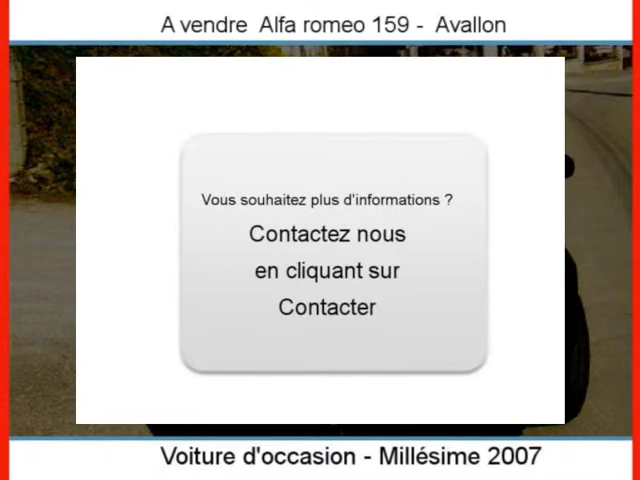 A vendre Alfa romeo 159 - Avallon
Vous souhaitez plus d'informations ?
Contactez nous
en cliquant sur
Contacter
Voiture d'occasion - Millésime 2007